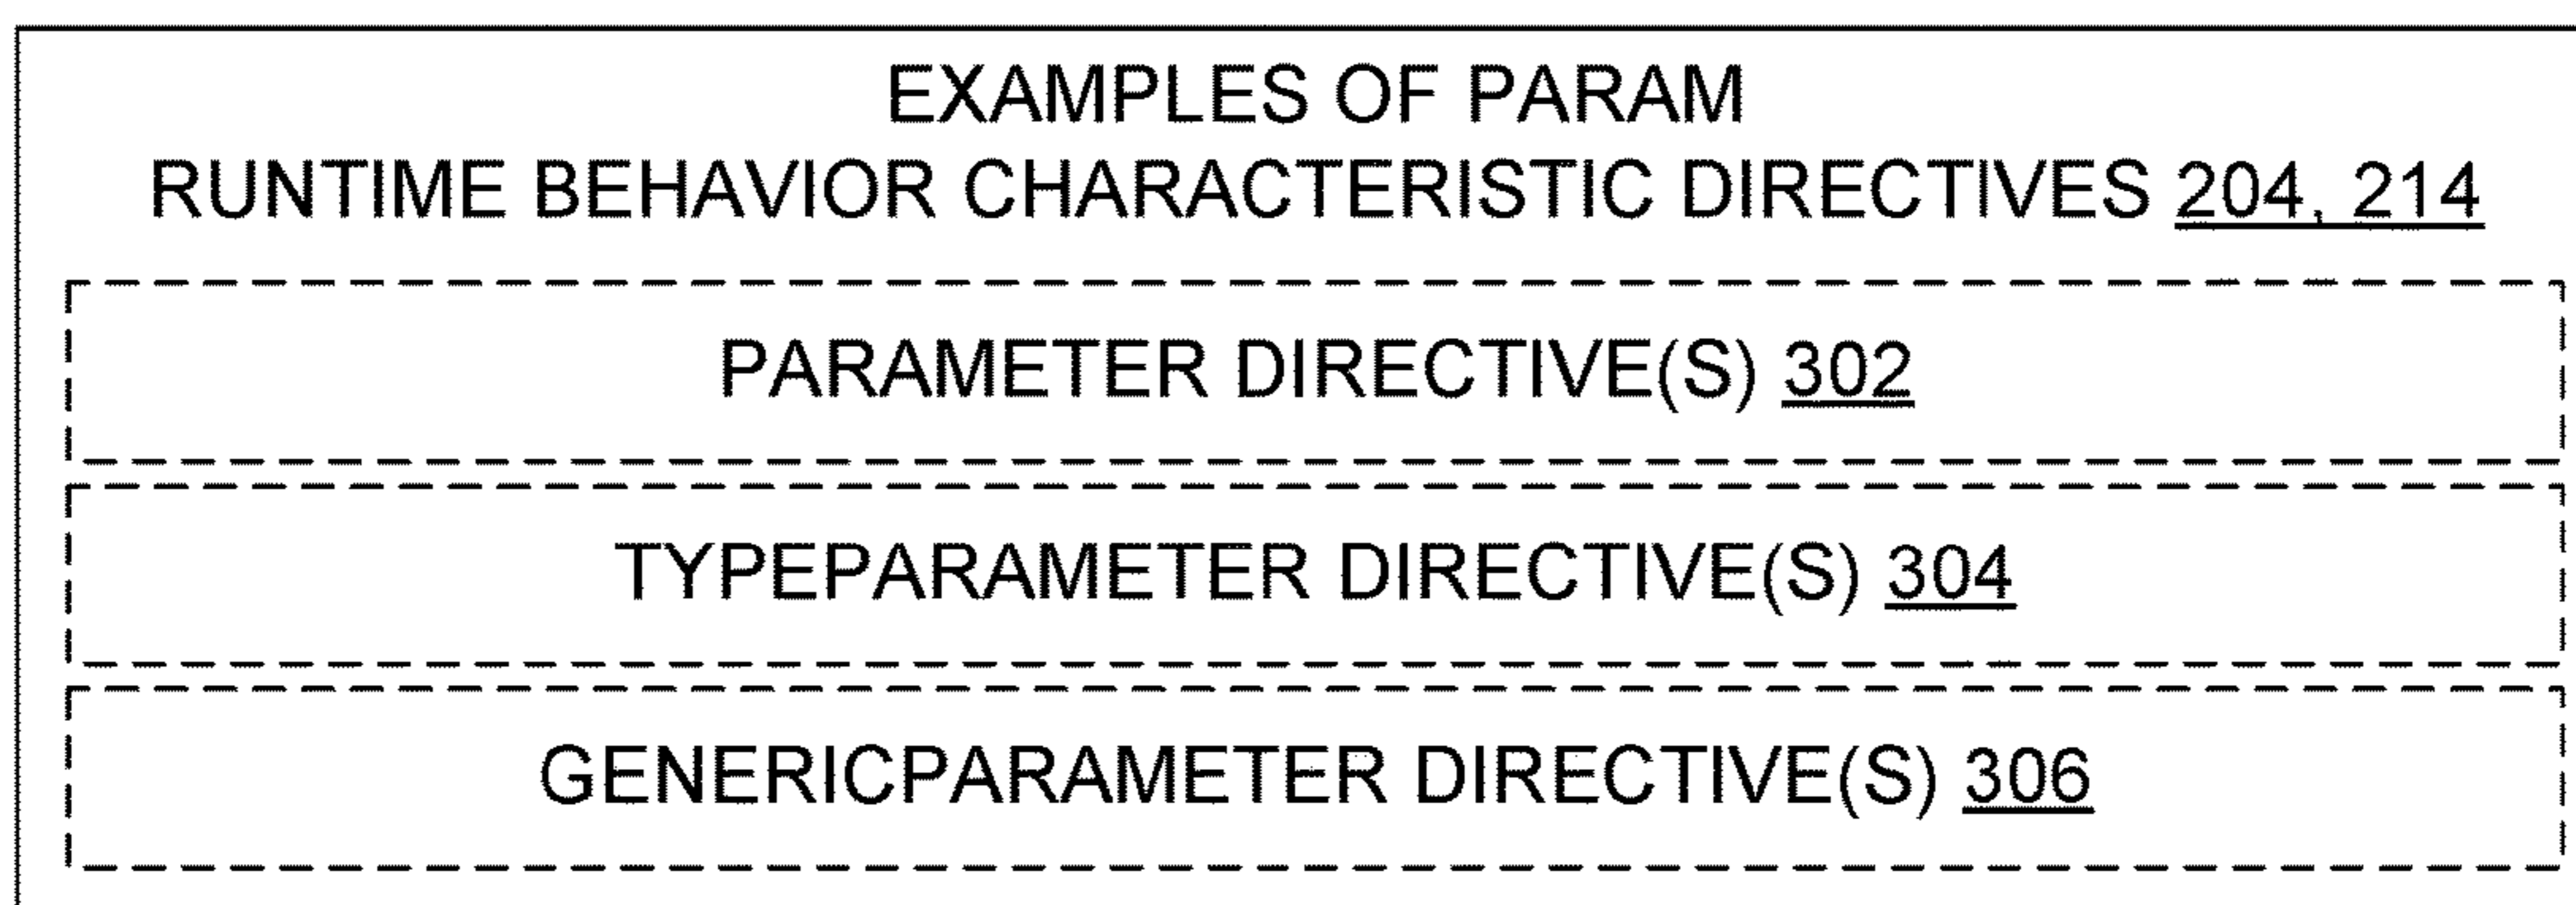 EXAMPLES OF PARAM
RUNTIME BEHAVIOR CHARACTERISTIC DIRECTIVES 204, 214
PARAMETER DIRECTIVE(S) 302
TYPEPARAMETER DIRECTIVE(S) 304
GENERICPARAMETER DIRECTIVE(S) 306